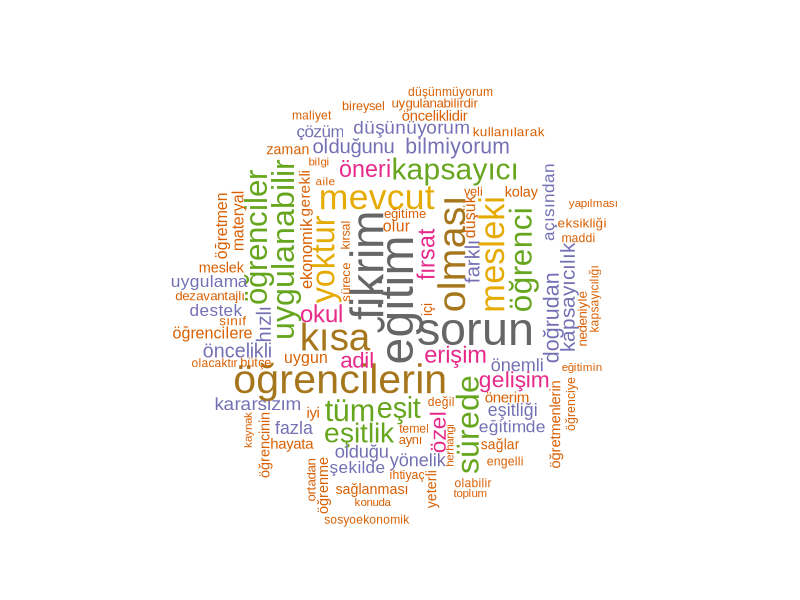 düşünmüyorum
bireysel
uygulanabilirdir
maliyet
önceliklidir
çözüm
düşünüyorum
kullanılarak
zaman
olduğunu
bilmiyorum
bilgi
öneri
kapsayıcı
açısından
aile
mevcut
veli
kolay
yapılması
öğrenciler
uygulanabilir
gerekli
öğretmen
materyal
eğitime
olur
kırsal
düşük
eksikliği
maddi
yoktur
ekonomik
fikrim
eğitim
fırsat
olması
farklı
mesleki
öğrenci
meslek
uygulama
sürece
dezavantajlı
destek
sınıf
hızlı
okul
içi
sorun
doğrudan
kapsayıcılık
nedeniyle
kapsayıcılığı
öğrencilere
kısa
öncelikli
olacaktır
bütçe
uygun
adil
erişim
önemli
eğitimin
öğrencilerin
gelişim
kararsızım
iyi
tüm
eşit
değil
özel
sürede
önerim
eşitliği
öğretmenlerin
öğrenciye
kaynak
öğrencinin
fazla
eşitlik
temel
eğitimde
hayata
aynı
herhangi
sağlar
olduğu
şekilde
yönelik
engelli
ortadan
öğrenme
ihtiyaç
yeterli
olabilir
sağlanması
toplum
konuda
sosyoekonomik